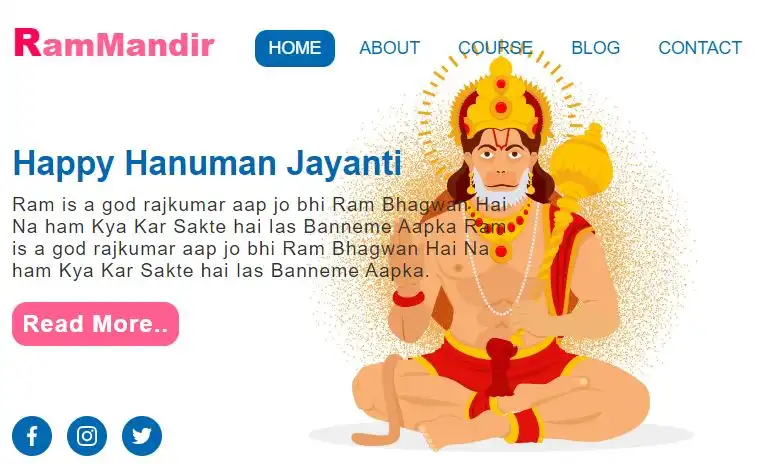 RamMandir
HOME ABOUT COURSE BLOG CONTACT
Happy Hanuman Jayanti
Ram is a god rajkumar aap jo bhi Ram Bhagwan Hai
Na ham Kya Kar Sakte hai las Banneme Aapka Ram
is a god rajkumar aap jo bhi Ram Bhagwan Hai Na
ham Kya Kar Sakte hai las Banneme Aapka.
Read More..